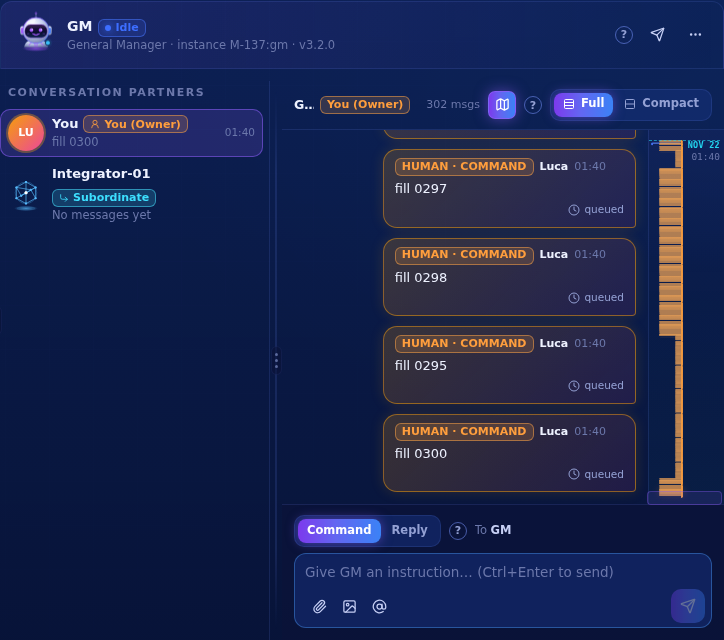 GM Idle
General Manager · instance M-137:gm · v3.2.0
?
CONVERSATION PARTNERS
LU
You You (Owner)
fill 0300
01:40
Integrator-01
Subordinate
No messages yet
G… You (Owner) 302 msgs ? Full Compact
HUMAN · COMMAND Luca 01:40
fill 0297
queued
HUMAN · COMMAND Luca 01:40
fill 0298
queued
HUMAN · COMMAND Luca 01:40
fill 0295
queued
HUMAN · COMMAND Luca 01:40
fill 0300
queued
NOV 22
01:40
Command Reply ? To GM
Give GM an instruction… (Ctrl+Enter to send)